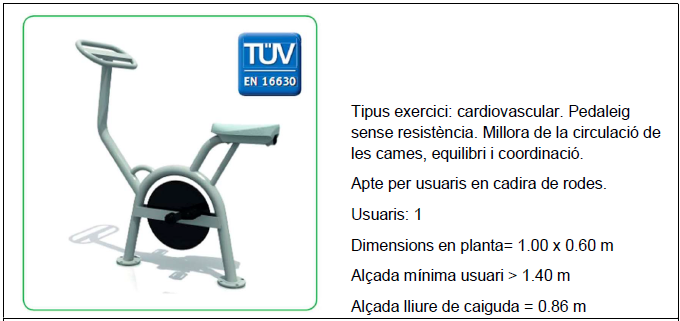 TÜV
EN 16630
Tipus exercici: cardiovascular. Pedaleig
sense resistència. Millora de la circulació de
les cames, equilibri i coordinació.
Apte per usuaris en cadira de rodes.
Usuaris: 1
Dimensions en planta= 1.00 x 0.60 m
Alçada mínima usuari > 1.40 m
Alçada lliure de caiguda = 0.86 m